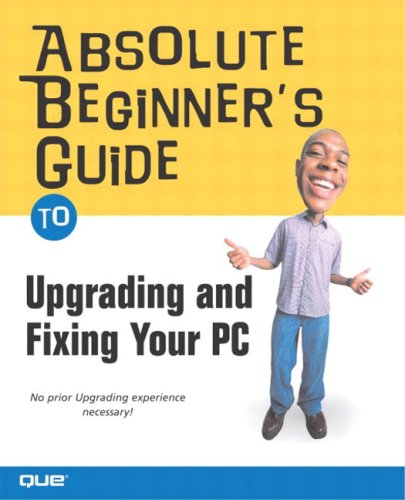 ABSOLUTE
BEGINNER'S
GUIDE
TO
Upgrading and
Fixing Your PC
No prior Upgrading experience
necessary!
QUE®